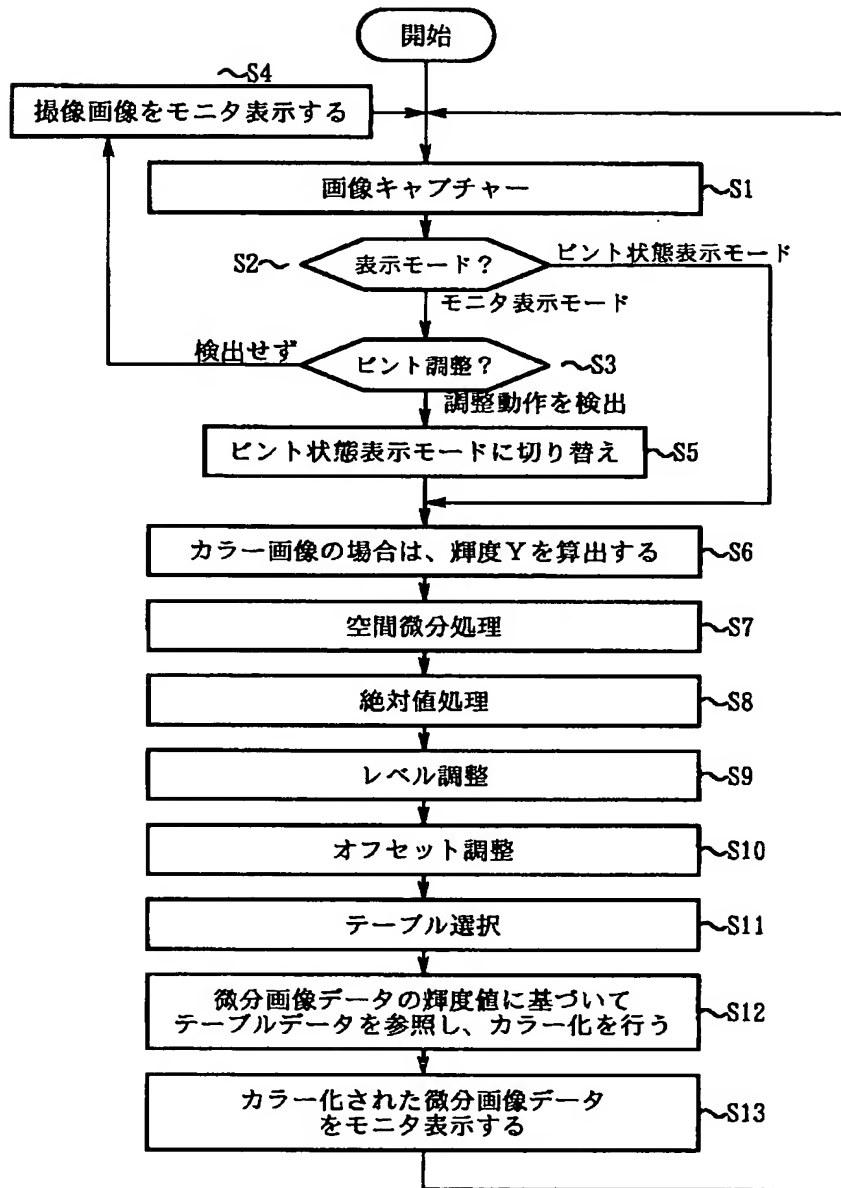 開始
~S4
撮像画像をモニタ表示する
画像キャプチャー
~S1
S2~
表示モード?
ピント状態表示モード
モニタ表示モード
検出せず
ピント調整?
~S3
調整動作を検出
ピント状態表示モードに切り替え
~S5
カラー画像の場合は、輝度Yを算出する
~S6
空間微分処理
~S7
絶対値処理
~S8
レベル調整
~S9
オフセット調整
~S10
テーブル選択
~S11
微分画像データの輝度値に基づいて
テーブルデータを参照し、カラー化を行う
~S12
カラー化された微分画像データ
をモニタ表示する
~S13